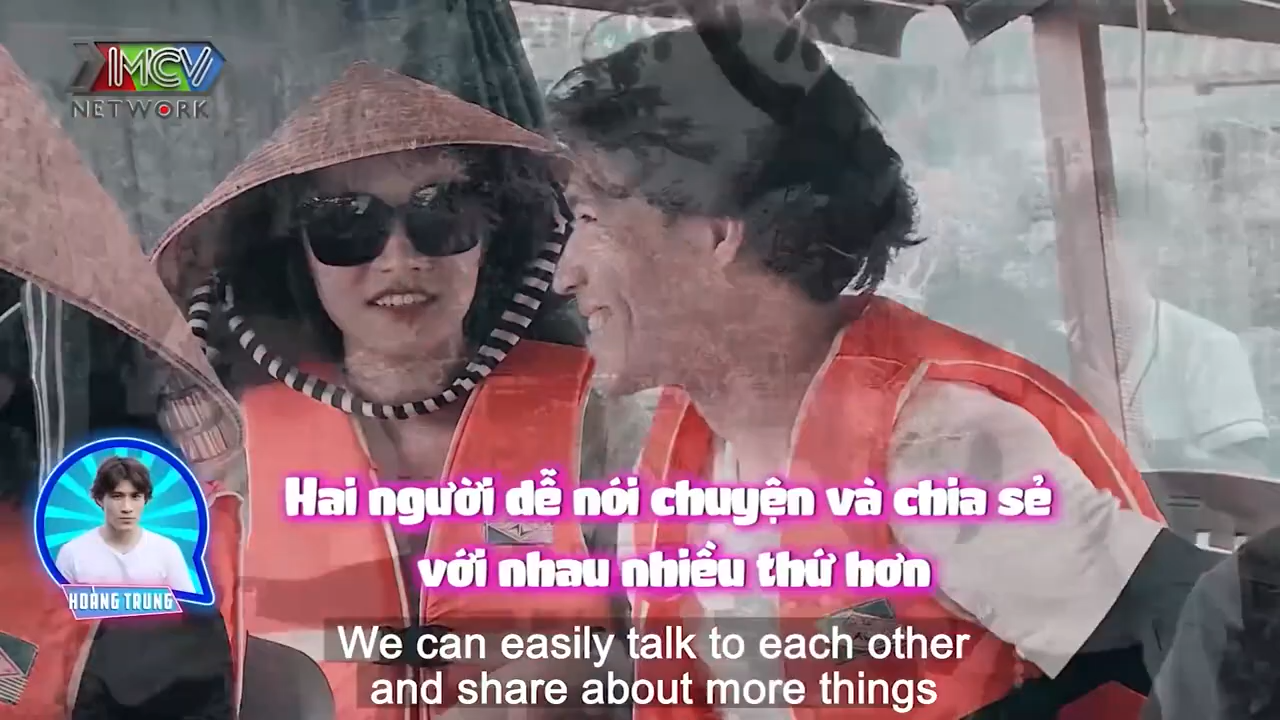 MCV
NETWORK
Hai người dễ nói chuyện và chia sẻ
với nhau nhiều thứ hơn
HOÀNG TRUNG
We can easily talk to each other
and share about more things